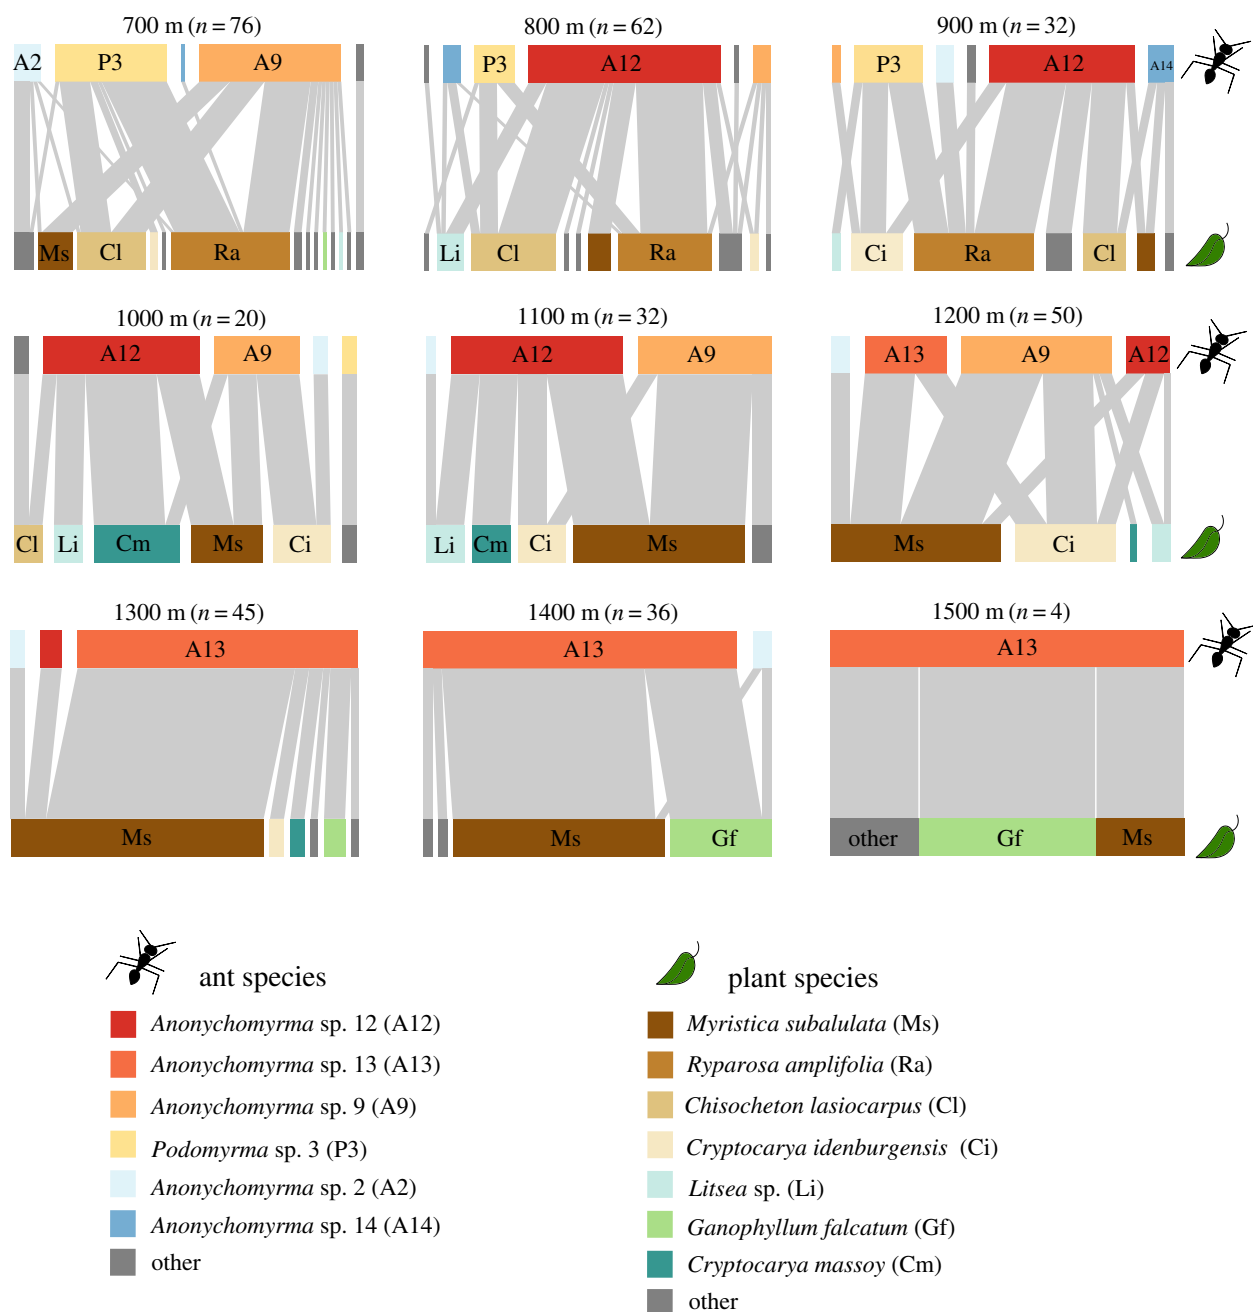 700 m (n = 76)
800 m (n = 62)
900 m (n = 32)
A2 P3 A9
P3 A12
P3 A12 A14
Ms Cl Ra
Li Cl Ra
Ci Ra Cl
1000 m (n = 20)
1100 m (n = 32)
1200 m (n = 50)
A12 A9
A12 A9
A13 A9 A12
Cl Li Cm Ms Ci
Li Cm Ci Ms
Ms Ci
1300 m (n = 45)
1400 m (n = 36)
1500 m (n = 4)
A13
A13
A13
Ms
Ms Gf
other Gf Ms
ant species
Anonychomyrma sp. 12 (A12)
Anonychomyrma sp. 13 (A13)
Anonychomyrma sp. 9 (A9)
Podomyrma sp. 3 (P3)
Anonychomyrma sp. 2 (A2)
Anonychomyrma sp. 14 (A14)
other
plant species
Myristica subalulata (Ms)
Ryparosa amplifolia (Ra)
Chisocheton lasiocarpus (Cl)
Cryptocarya idenburgensis (Ci)
Litsea sp. (Li)
Ganophyllum falcatum (Gf)
Cryptocarya massoy (Cm)
other